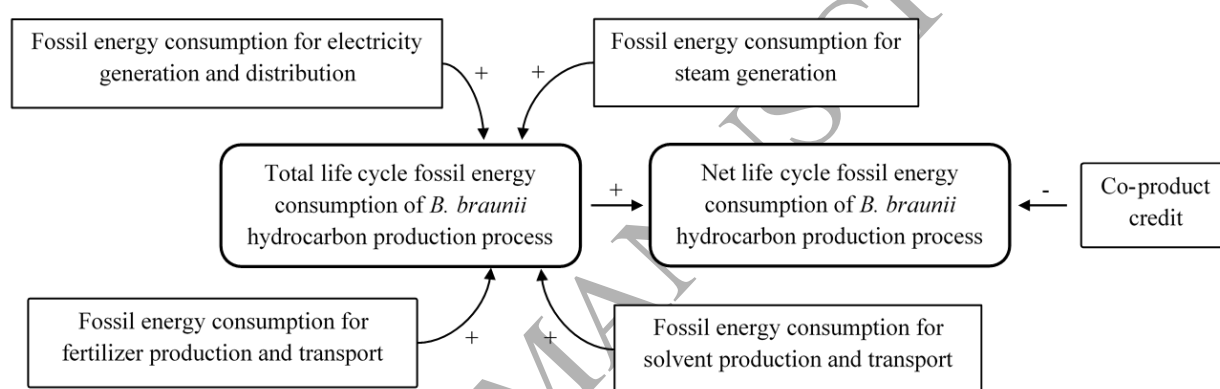 Fossil energy consumption for electricity
generation and distribution
Fossil energy consumption for
steam generation
+
+
Total life cycle fossil energy
consumption of B. braunii
hydrocarbon production process
+
Net life cycle fossil energy
consumption of B. braunii
hydrocarbon production process
-
Co-product
credit
Fossil energy consumption for
fertilizer production and transport
+
+
Fossil energy consumption for
solvent production and transport
MANUSC